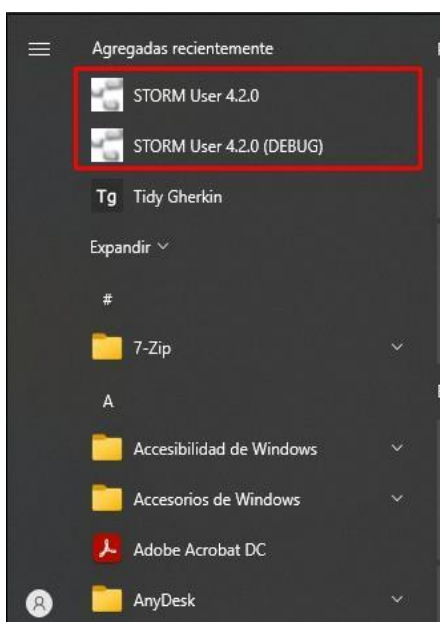 Agregadas recientemente
STORM User 4.2.0
STORM User 4.2.0 (DEBUG)
Tg Tidy Gherkin
Expandir
#
7-Zip
A
Accesibilidad de Windows
Accesorios de Windows
Adobe Acrobat DC
AnyDesk